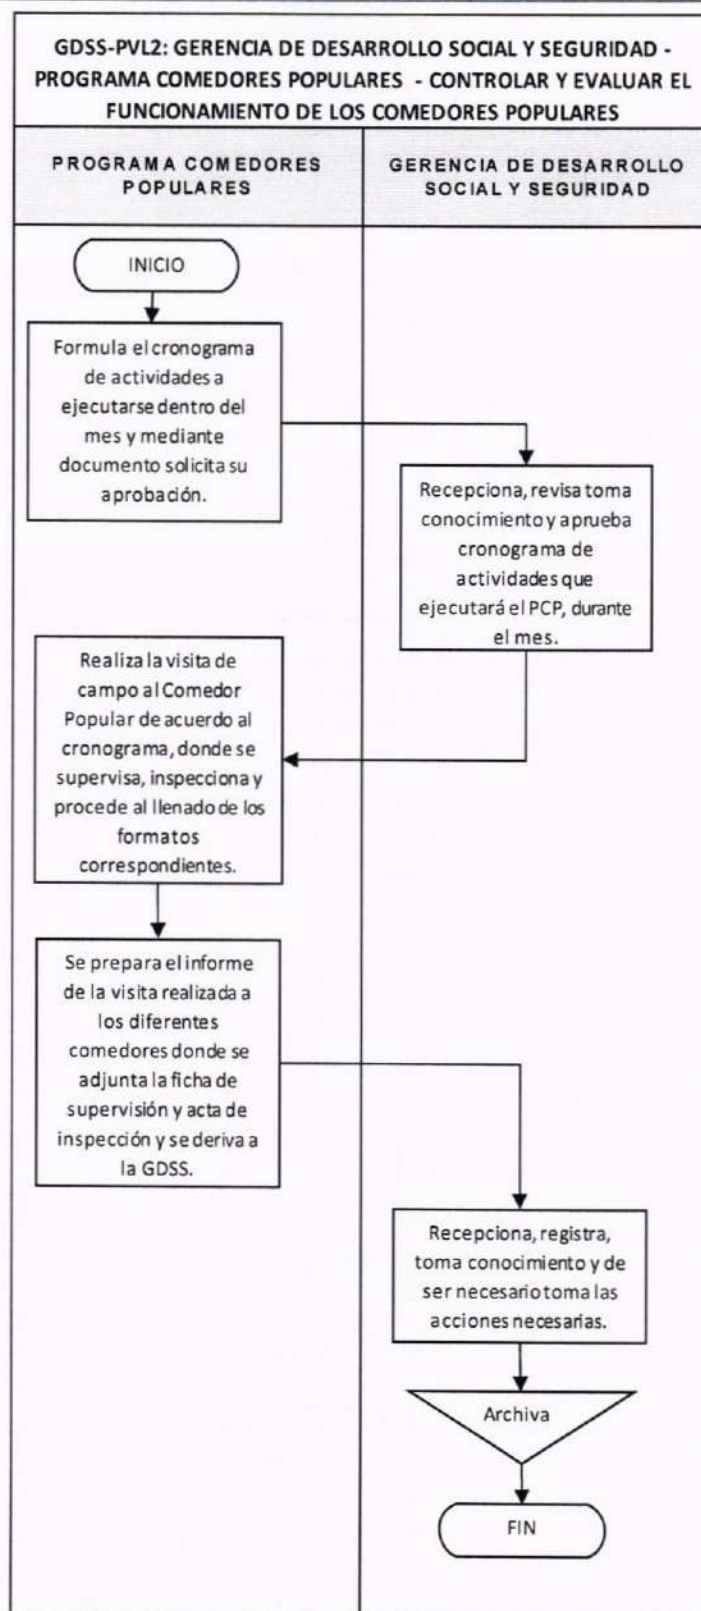 GDSS-PVL2: GERENCIA DE DESARROLLO SOCIAL Y SEGURIDAD -
PROGRAMA COMEDORES POPULARES - CONTROLAR Y EVALUAR EL
FUNCIONAMIENTO DE LOS COMEDORES POPULARES
PROGRAMA COMEDORES
POPULARES
GERENCIA DE DESARROLLO
SOCIAL Y SEGURIDAD
INICIO
Formula el cronograma
de actividades a
ejecutarse dentro del
mes y mediante
documento solicita su
aprobación.
Recepciona, revisa toma
conocimiento y aprueba
cronograma de
actividades que
ejecutará el PCP, durante
el mes.
Realiza la visita de
campo al Comedor
Popular de acuerdo al
cronograma, donde se
supervisa, inspecciona y
procede al llenado de los
formatos
correspondientes.
Se prepara el informe
de la visita realizada a
los diferentes
comedores donde se
adjunta la ficha de
supervisión y acta de
inspección y se deriva a
la GDSS.
Recepciona, registra,
toma conocimiento y de
ser necesario toma las
acciones necesarias.
Archiva
FIN